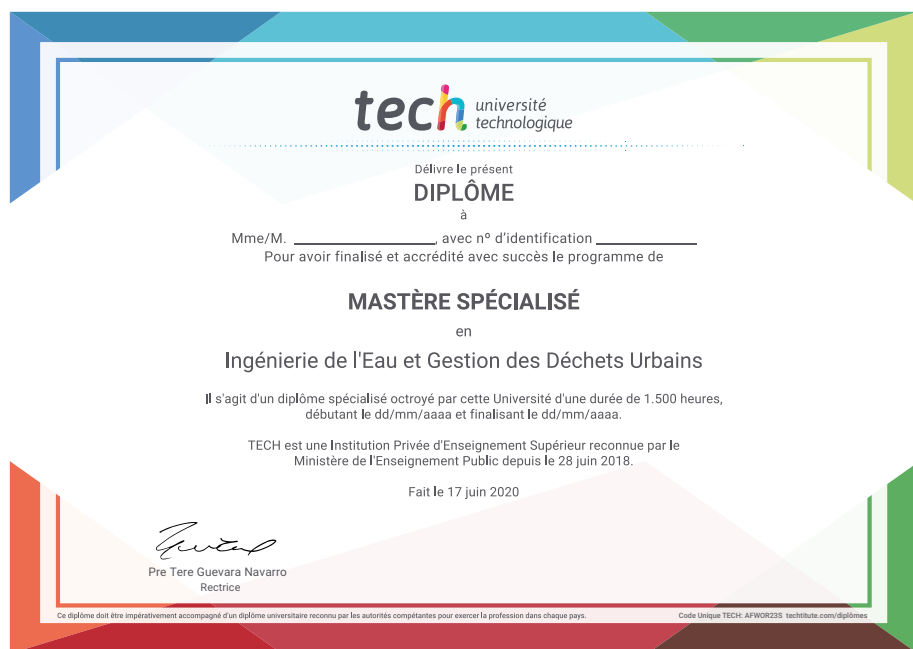 tech université
technologique
Délivre le présent
DIPLÔME
à
Mme/M. ____________________, avec nº d'identification ______________
Pour avoir finalisé et accrédité avec succès le programme de
MASTÈRE SPÉCIALISÉ
en
Ingénierie de l'Eau et Gestion des Déchets Urbains
Il s'agit d'un diplôme spécialisé octroyé par cette Université d'une durée de 1.500 heures,
débutant le dd/mm/aaaa et finalisant le dd/mm/aaaa.
TECH est une Institution Privée d'Enseignement Supérieur reconnue par le
Ministère de l'Enseignement Public depuis le 28 juin 2018.
Fait le 17 juin 2020
Pre Tere Guevara Navarro
Rectrice
Ce diplôme doit être impérativement accompagné d'un diplôme universitaire reconnu par les autorités compétantes pour exercer la profession dans chaque pays. Code Unique TECH: AFWOR23S techtitute.com/diplômes